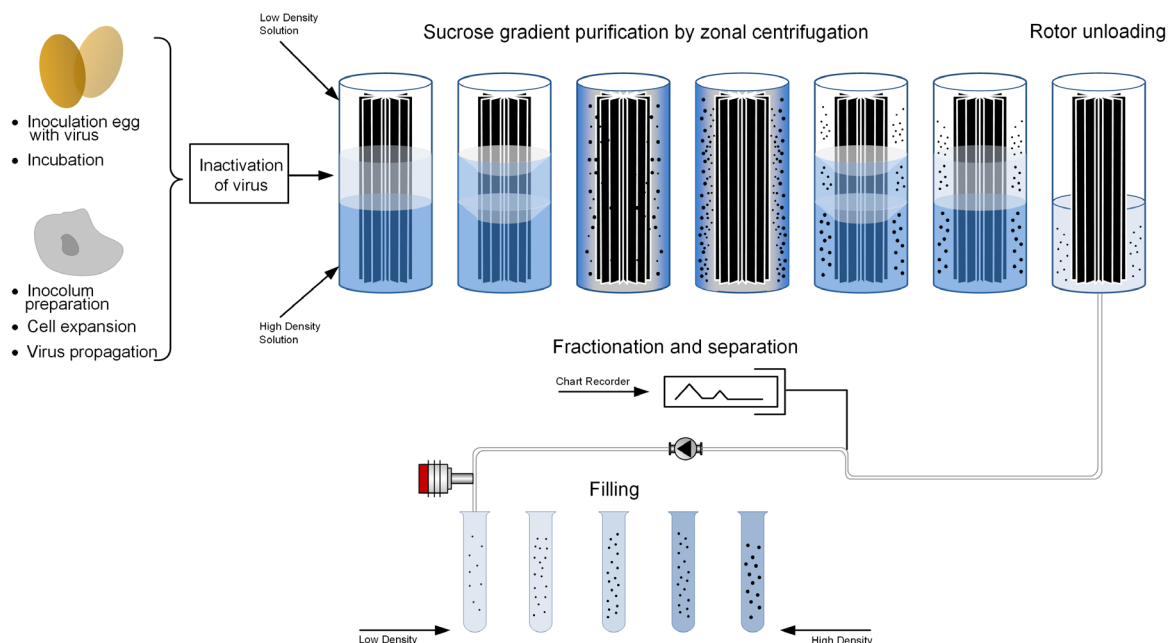 Low Density
Solution
Sucrose gradient purification by zonal centrifugation
Rotor unloading
Inoculation egg
with virus
Incubation
Inactivation
of virus
Inocolum
preparation
Cell expansion
Virus propagation
High Density
Solution
Fractionation and separation
Chart Recorder
Filling
Low Density
High Density